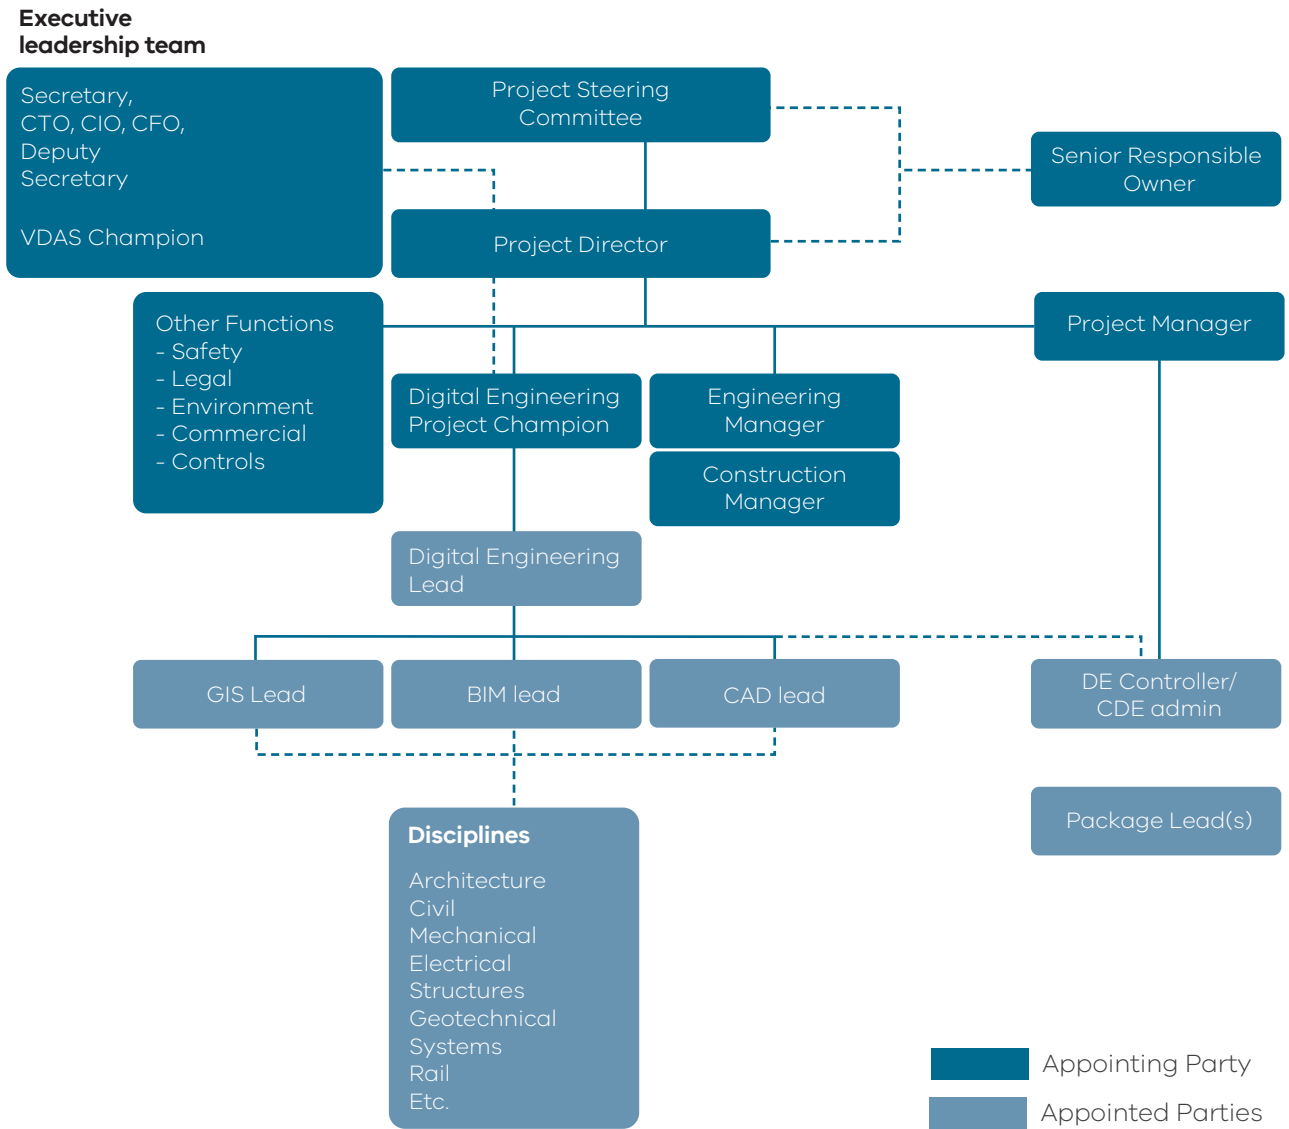 Executive
leadership team
Secretary,
CTO, CIO, CFO,
Deputy
Secretary
VDAS Champion
Project Steering
Committee
Senior Responsible
Owner
Project Director
Other Functions
- Safety
- Legal
- Environment
- Commercial
- Controls
Project Manager
Digital Engineering
Project Champion
Engineering
Manager
Construction
Manager
Digital Engineering
Lead
GIS Lead
BIM lead
CAD lead
DE Controller/
CDE admin
Package Lead(s)
Disciplines
Architecture
Civil
Mechanical
Electrical
Structures
Geotechnical
Systems
Rail
Etc.
Appointing Party
Appointed Parties